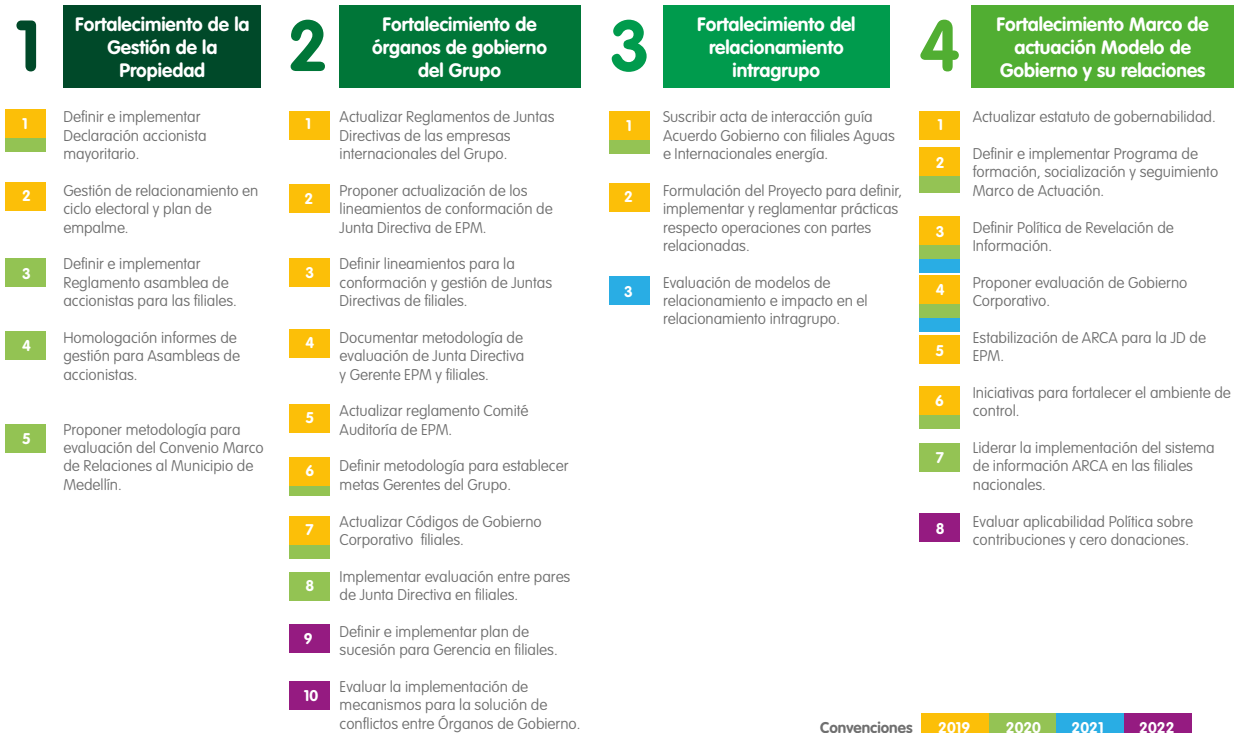 1
Fortalecimiento de la
Gestión de la
Propiedad
1
Definir e implementar
Declaración accionista
mayoritario.
2
Gestión de relacionamiento en
ciclo electoral y plan de
empalme.
3
Definir e implementar
Reglamento asamblea de
accionistas para las filiales.
4
Homologación informes de
gestión para Asambleas de
accionistas.
5
Proponer metodología para
evaluación del Convenio Marco
de Relaciones al Municipio de
Medellín.
2
Fortalecimiento de
órganos de gobierno
del Grupo
1
Actualizar Reglamentos de Juntas
Directivas de las empresas
internacionales del Grupo.
2
Proponer actualización de los
lineamientos de conformación de
Junta Directiva de EPM.
3
Definir lineamientos para la
conformación y gestión de Juntas
Directivas de filiales.
4
Documentar metodología de
evaluación de Junta Directiva
y Gerente EPM y filiales.
5
Actualizar reglamento Comité
Auditoría de EPM.
6
Definir metodología para establecer
metas Gerentes del Grupo.
7
Actualizar Códigos de Gobierno
Corporativo filiales.
8
Implementar evaluación entre pares
de Junta Directiva en filiales.
9
Definir e implementar plan de
sucesión para Gerencia en filiales.
10
Evaluar la implementación de
mecanismos para la solución de
conflictos entre Órganos de Gobierno.
3
Fortalecimiento del
relacionamiento
intragrupo
1
Suscribir acta de interacción guía
Acuerdo Gobierno con filiales Aguas
e Internacionales energía.
2
Formulación del Proyecto para definir,
implementar y reglamentar prácticas
respecto operaciones con partes
relacionadas.
3
Evaluación de modelos de
relacionamiento e impacto en el
relacionamiento intragrupo.
4
Fortalecimiento Marco de
actuación Modelo de
Gobierno y su relaciones
1
Actualizar estatuto de gobernabilidad.
2
Definir e implementar Programa de
formación, socialización y seguimiento
Marco de Actuación.
3
Definir Política de Revelación de
Información.
4
Proponer evaluación de Gobierno
Corporativo.
5
Estabilización de ARCA para la JD de
EPM.
6
Iniciativas para fortalecer el ambiente de
control.
7
Liderar la implementación del sistema
de información ARCA en las filiales
nacionales.
8
Evaluar aplicabilidad Política sobre
contribuciones y cero donaciones.
Convenciones 2019 2020 2021 2022